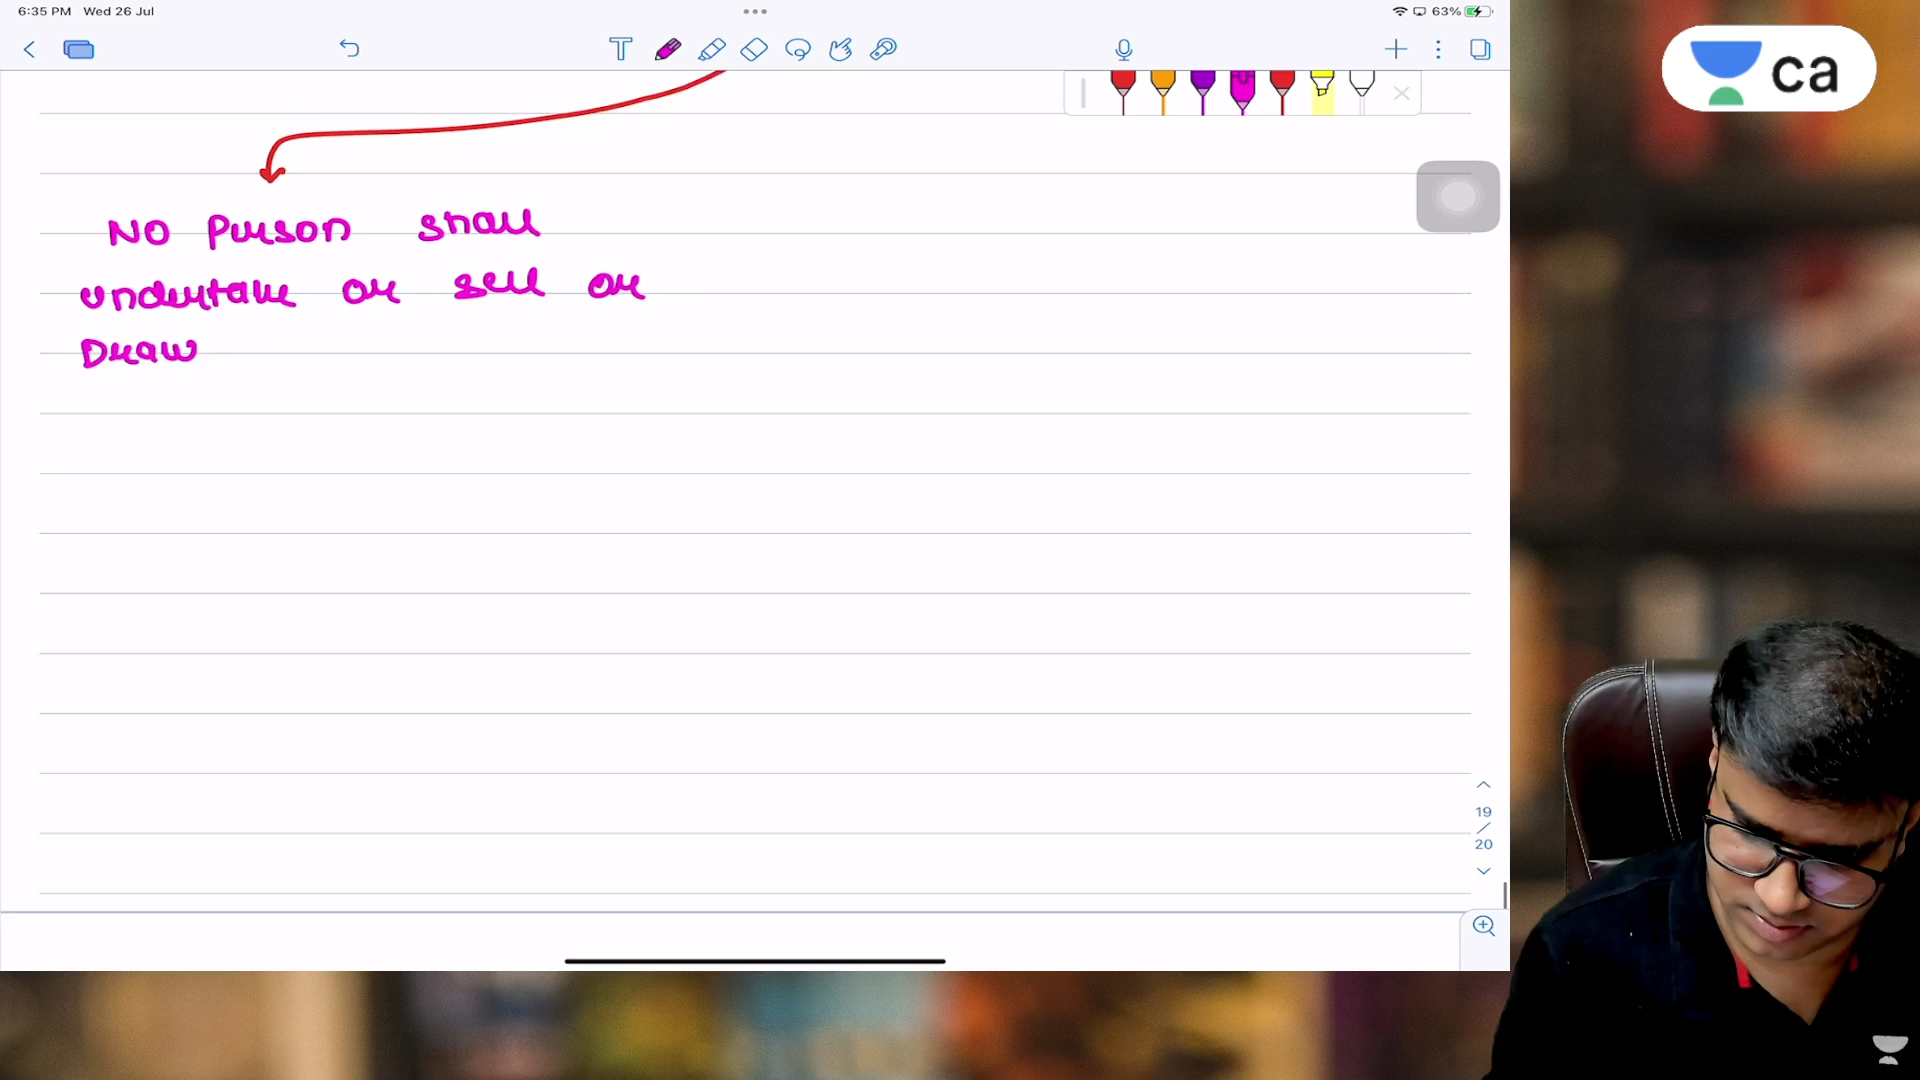 6:35 PM Wed 26 Jul
63%
ca
No Person shall
undertake or sell or
Draw
19
20